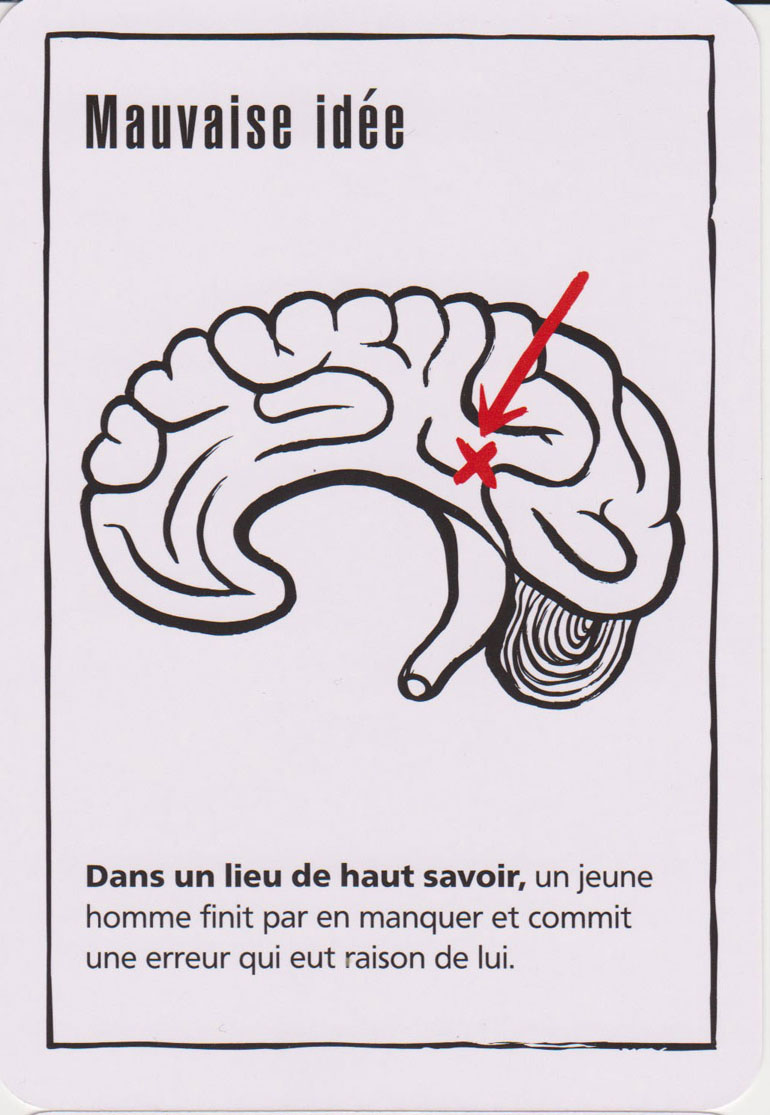 Mauvaise idée
Dans un lieu de haut savoir, un jeune
homme finit par en manquer et commit
une erreur qui eut raison de lui.